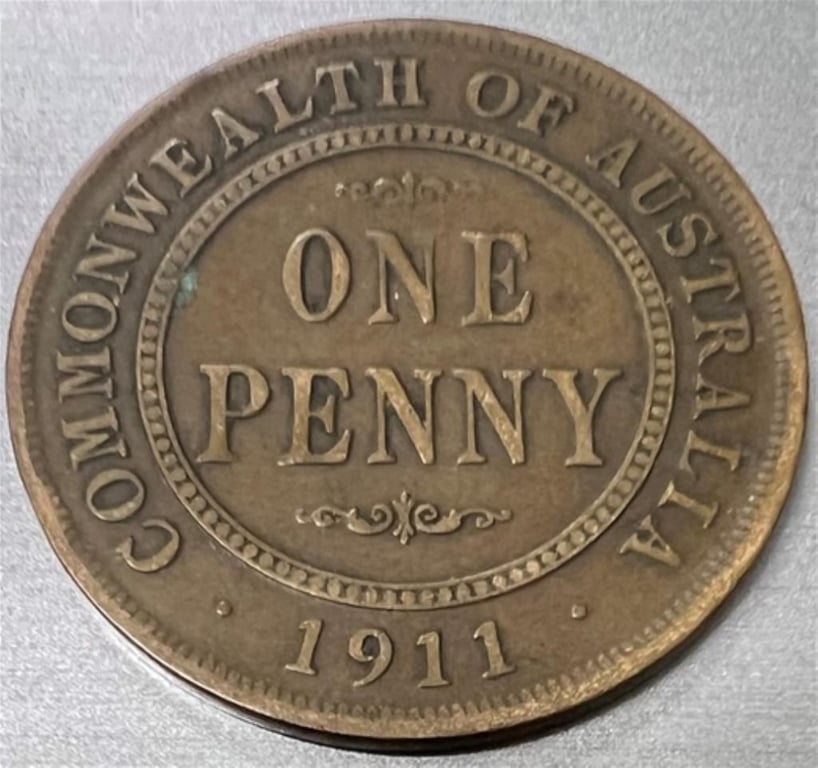 COMMONWEALTH OF AUSTRALIA
ONE
PENNY
1911